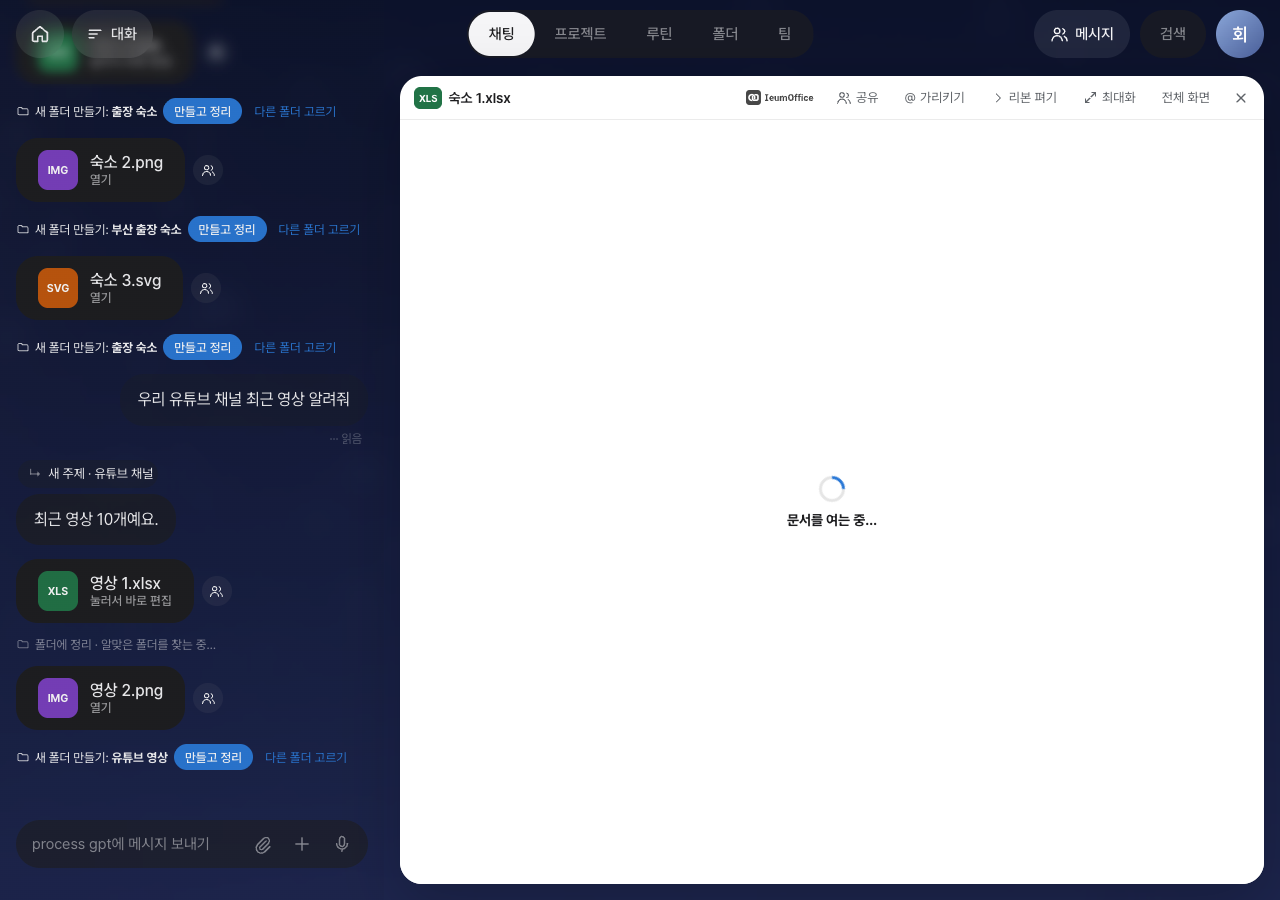 대화
채팅
프로젝트
루틴
폴더
팀
메시지
검색
회
새 폴더 만들기: 출장 숙소 만들고 정리 다른 폴더 고르기
IMG
숙소 2.png
열기
새 폴더 만들기: 부산 출장 숙소 만들고 정리 다른 폴더 고르기
SVG
숙소 3.svg
열기
새 폴더 만들기: 출장 숙소 만들고 정리 다른 폴더 고르기
우리 유튜브 채널 최근 영상 알려줘
··· 읽음
새 주제 · 유튜브 채널
최근 영상 10개예요.
XLS
영상 1.xlsx
눌러서 바로 편집
폴더에 정리 · 알맞은 폴더를 찾는 중...
IMG
영상 2.png
열기
새 폴더 만들기: 유튜브 영상 만들고 정리 다른 폴더 고르기
process gpt에 메시지 보내기
XLS 숙소 1.xlsx
IeumOffice
공유
@ 가리키기
리본 펴기
최대화
전체 화면
문서를 여는 중...